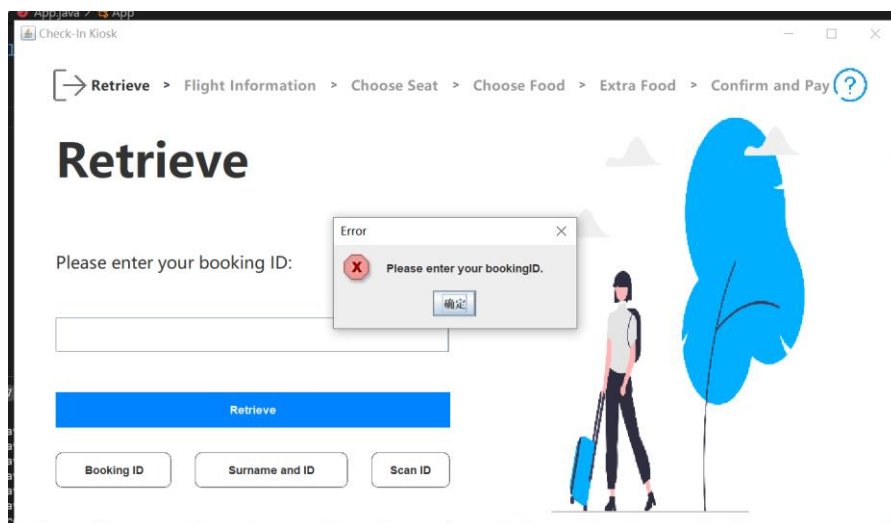 App.java > App
Check-In Kiosk
Retrieve > Flight Information > Choose Seat > Choose Food > Extra Food > Confirm and Pay ?
Retrieve
Error
Please enter your booking ID:
Please enter your bookingID.
确定
Retrieve
Booking ID
Surname and ID
Scan ID